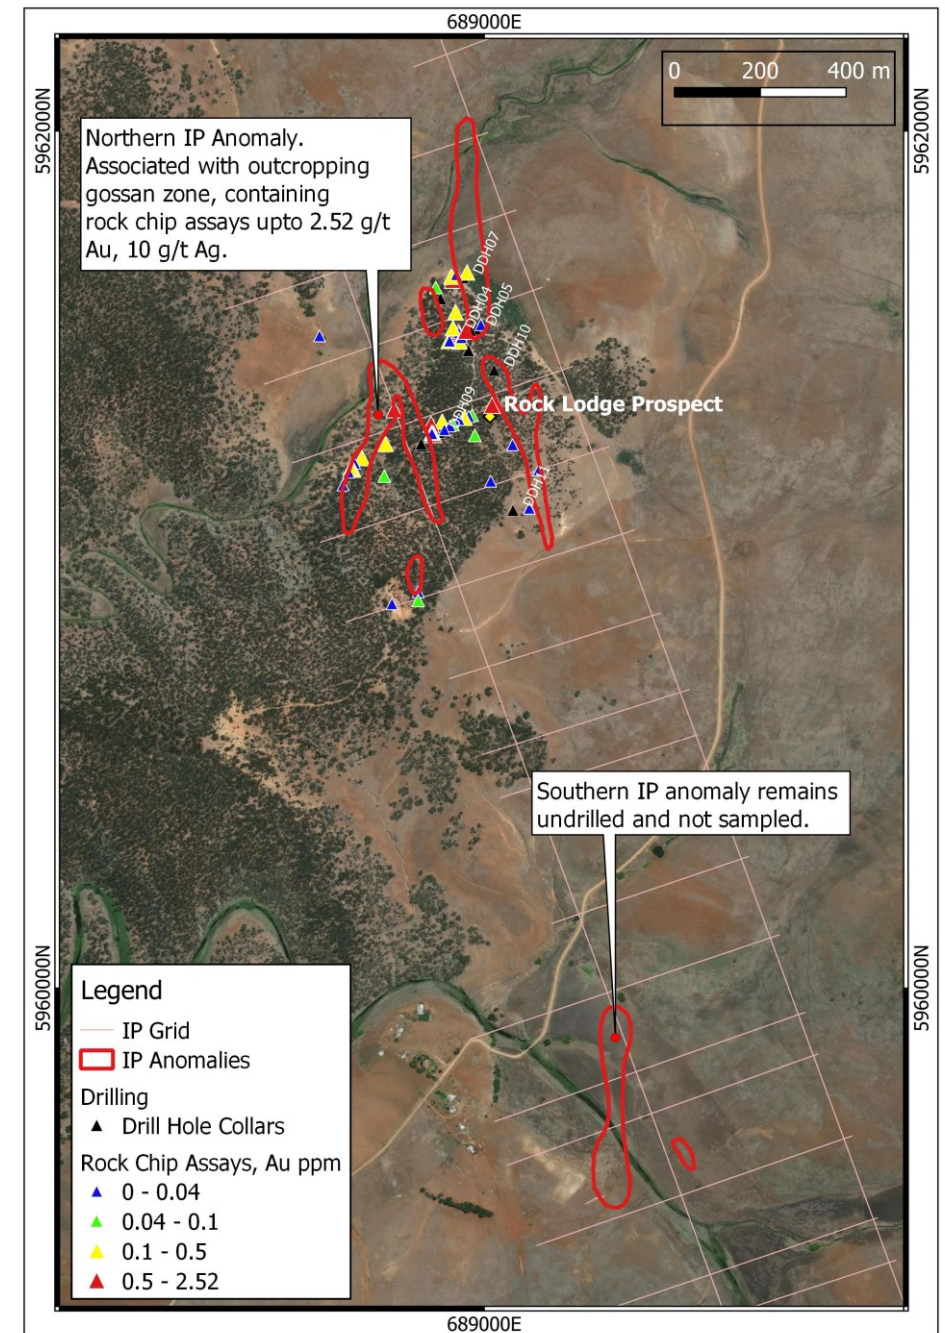 689000E
0 200 400 m
5962000N
5962000N
Northern IP Anomaly.
Associated with outcropping
gossan zone, containing
rock chip assays upto 2.52 g/t
Au, 10 g/t Ag.
DDH07
DDH04
DDH05
DDH10
DDH09
Rock Lodge Prospect
DDH11
Southern IP anomaly remains
undrilled and not sampled.
5960000N
5960000N
Legend
IP Grid
IP Anomalies
Drilling
Drill Hole Collars
Rock Chip Assays, Au ppm
0 - 0.04
0.04 - 0.1
0.1 - 0.5
0.5 - 2.52
689000E